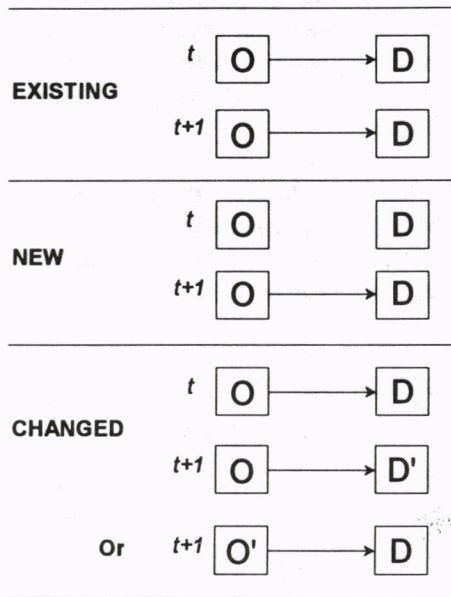 t O D
EXISTING
t+1 O D
t O D
NEW
t+1 O D
t O D
CHANGED
t+1 O D'
Or t+1 O' D